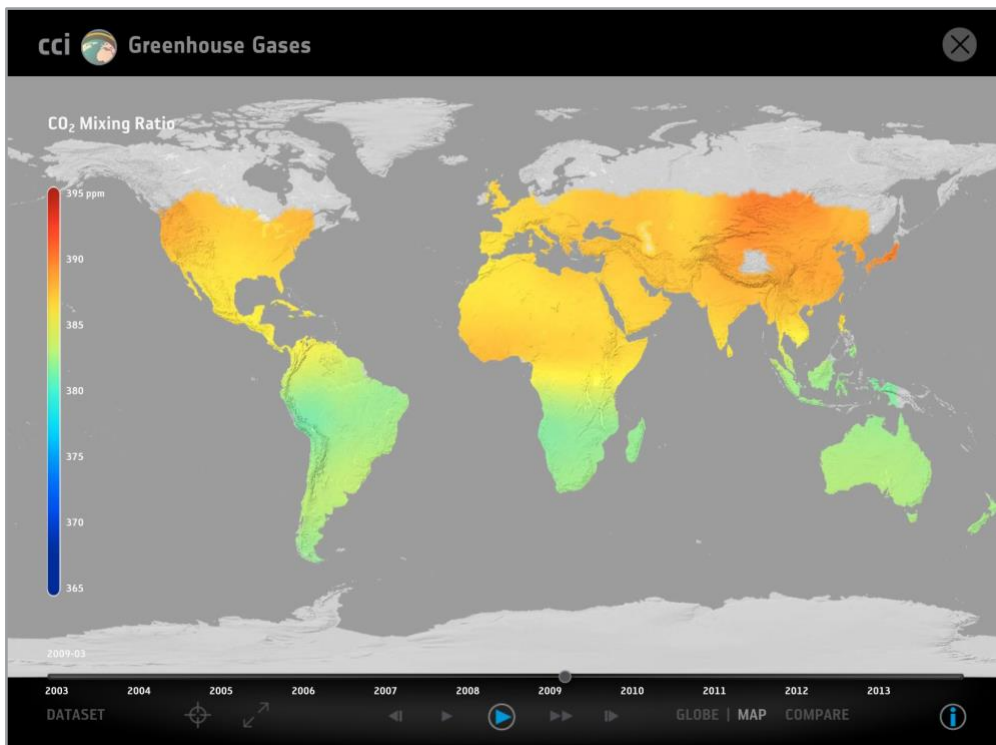 cci Greenhouse Gases
CO₂ Mixing Ratio
395 ppm
390
385
380
375
370
365
2009-03
2003 2004 2005 2006 2007 2008 2009 2010 2011 2012 2013
DATASET GLOBE | MAP COMPARE